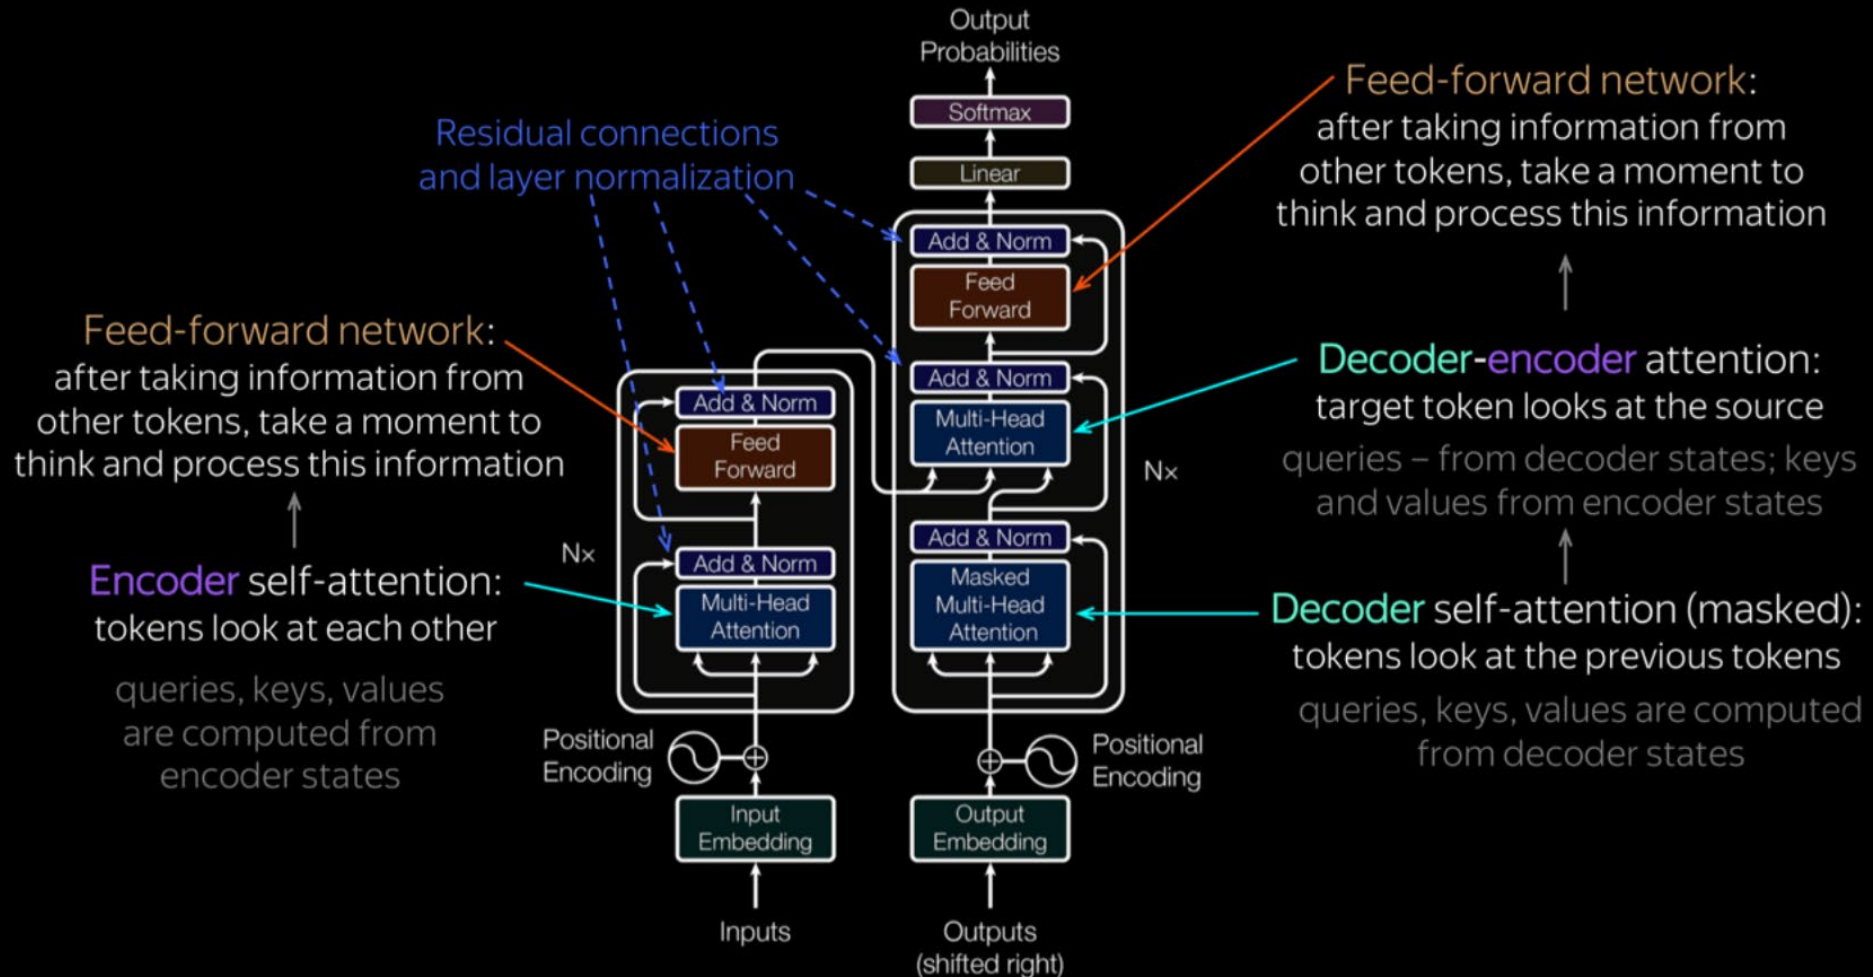 Output
Probabilities
Softmax
Linear
Add & Norm
Feed
Forward
Add & Norm
Multi-Head
Attention
Nx
Add & Norm
Masked
Multi-Head
Attention
Positional
Encoding
Output
Embedding
Outputs
(shifted right)
Residual connections
and layer normalization
Add & Norm
Feed
Forward
Nx
Add & Norm
Multi-Head
Attention
Positional
Encoding
Input
Embedding
Inputs
Feed-forward network:
after taking information from
other tokens, take a moment to
think and process this information
Encoder self-attention:
tokens look at each other
queries, keys, values
are computed from
encoder states
Feed-forward network:
after taking information from
other tokens, take a moment to
think and process this information
Decoder-encoder attention:
target token looks at the source
queries – from decoder states; keys
and values from encoder states
Decoder self-attention (masked):
tokens look at the previous tokens
queries, keys, values are computed
from decoder states